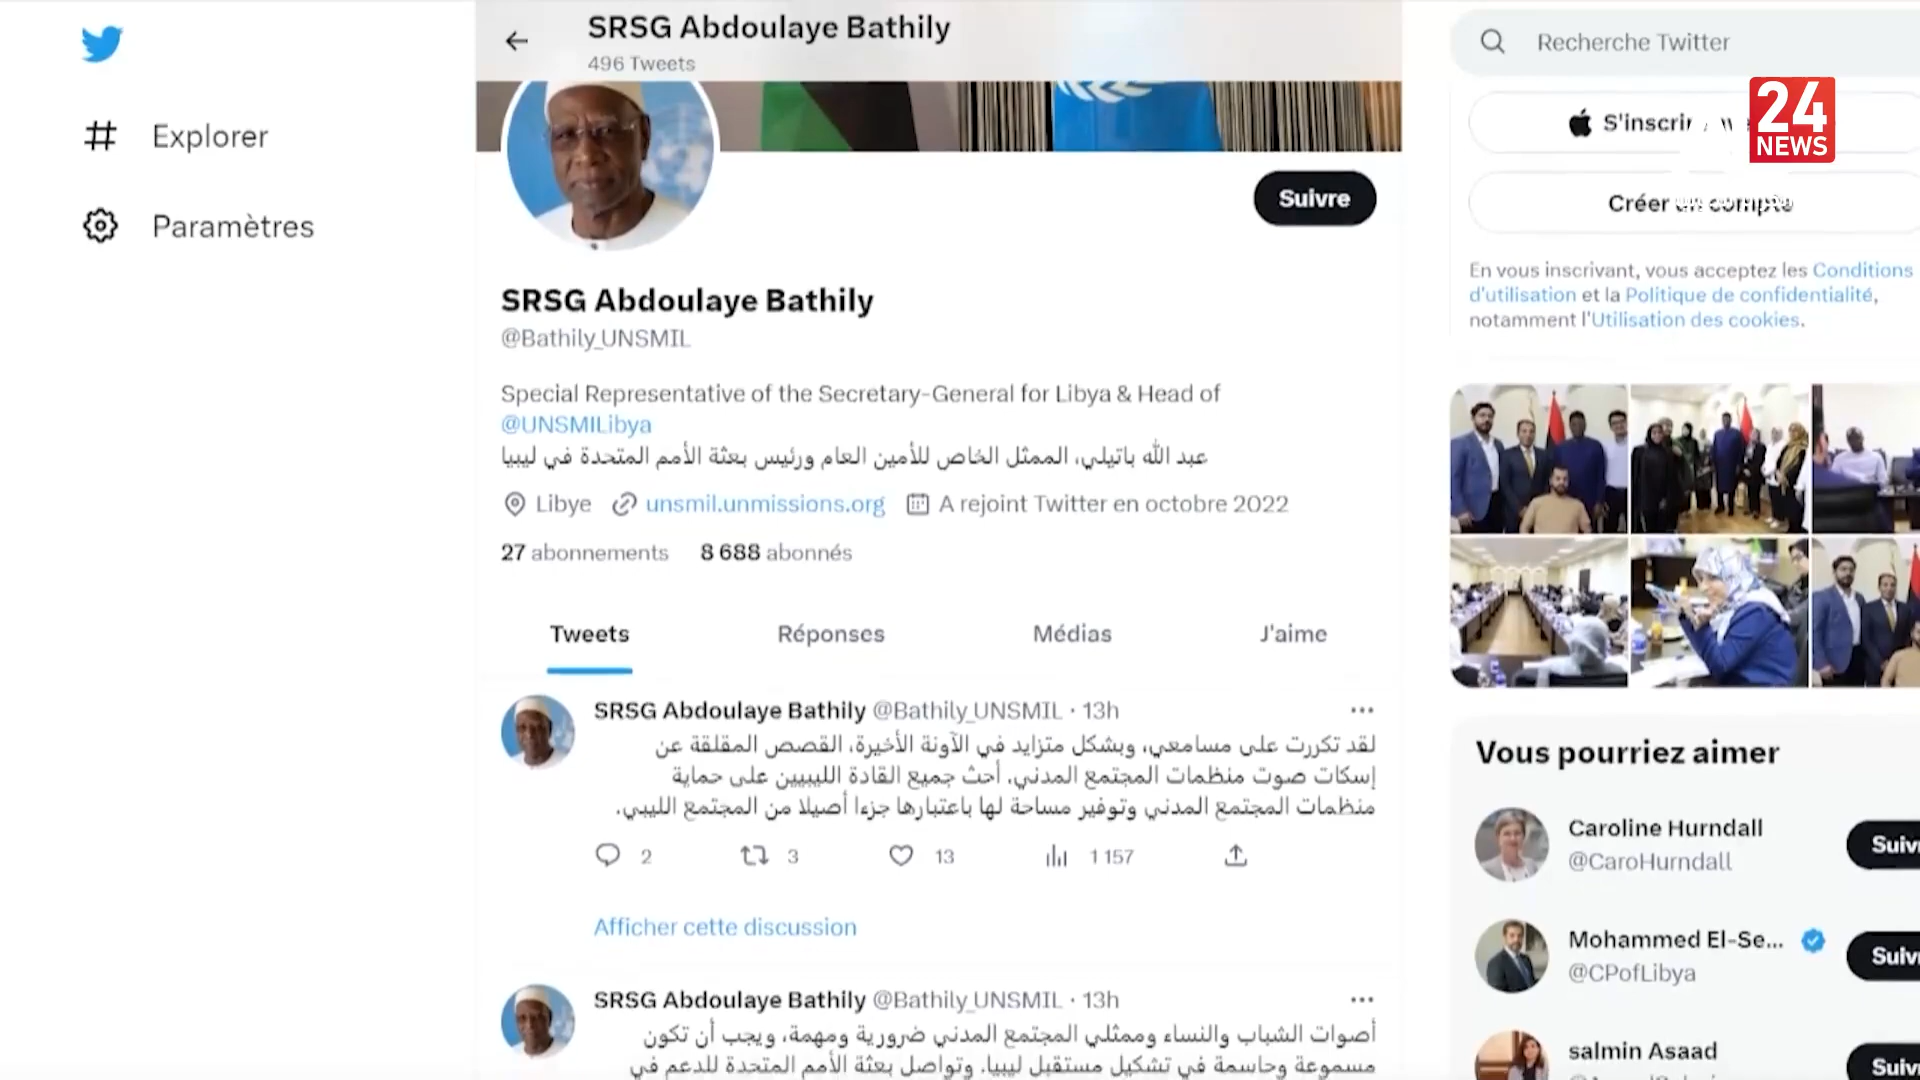 SRSG Abdoulaye Bathily
496 Tweets
Explorer
Paramètres
Suivre
SRSG Abdoulaye Bathily
@Bathily_UNSMIL
Special Representative of the Secretary-General for Libya & Head of
@UNSMILibya
عبد الله باتيلي، الممثل الخاص للأمين العام ورئيس بعثة الأمم المتحدة في ليبيا
Libye unsmil.unmissions.org A rejoint Twitter en octobre 2022
27 abonnements 8 688 abonnés
Tweets Réponses Médias J'aime
SRSG Abdoulaye Bathily @Bathily_UNSMIL · 13h
لقد تكررت على مسامعي، وبشكل متزايد في الآونة الأخيرة، القصص المقلقة عن
إسكات صوت منظمات المجتمع المدني. أحث جميع القادة الليبيين على حماية
منظمات المجتمع المدني وتوفير مساحة لها باعتبارها جزءا أصيلا من المجتمع الليبي.
2 3 13 1 157
Afficher cette discussion
SRSG Abdoulaye Bathily @Bathily_UNSMIL · 13h
أصوات الشباب والنساء وممثلي المجتمع المدني ضرورية ومهمة، ويجب أن تكون
مسموعة وحاسمة في تشكيل مستقبل ليبيا. وتواصل بعثة الأمم المتحدة للدعم في
Recherche Twitter
24
NEWS
Créer un compte
En vous inscrivant, vous acceptez les Conditions
d'utilisation et la Politique de confidentialité,
notamment l'Utilisation des cookies.
Vous pourriez aimer
Caroline Hurndall
@CaroHurndall
Mohammed El-Se...
@CPofLibya
salmin Asaad